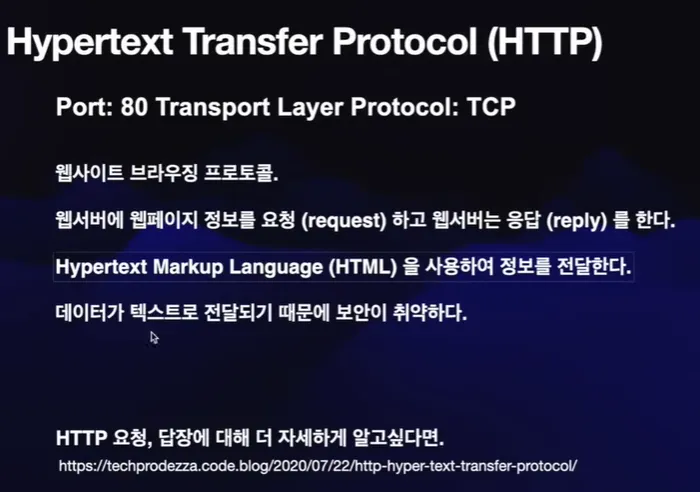 Hypertext Transfer Protocol (HTTP)
Port: 80 Transport Layer Protocol: TCP
웹사이트 브라우징 프로토콜.
웹서버에 웹페이지 정보를 요청 (request) 하고 웹서버는 응답 (reply) 를 한다.
Hypertext Markup Language (HTML) 을 사용하여 정보를 전달한다.
데이터가 텍스트로 전달되기 때문에 보안이 취약하다.
HTTP 요청, 답장에 대해 더 자세하게 알고싶다면.
https://techprodezza.code.blog/2020/07/22/http-hyper-text-transfer-protocol/